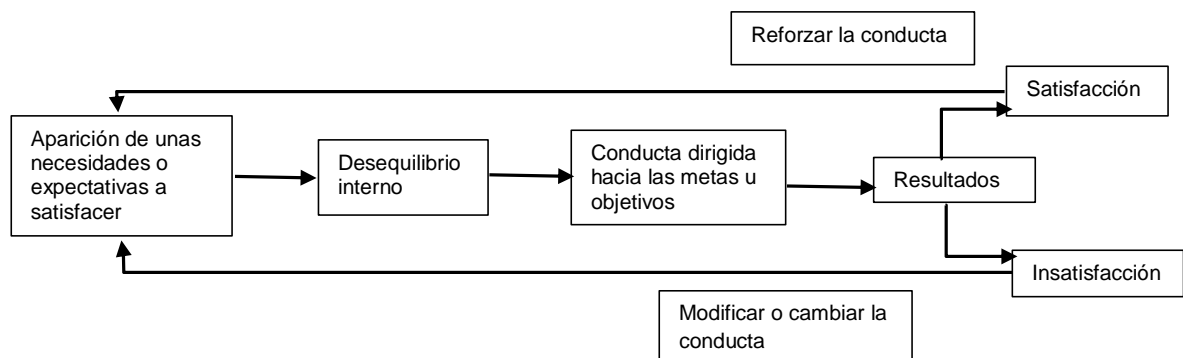 Reforzar la conducta
Satisfacción
Aparición de unas
necesidades o
expectativas a
satisfacer
Desequilibrio
interno
Conducta dirigida
hacia las metas u
objetivos
Resultados
Insatisfacción
Modificar o cambiar la
conducta